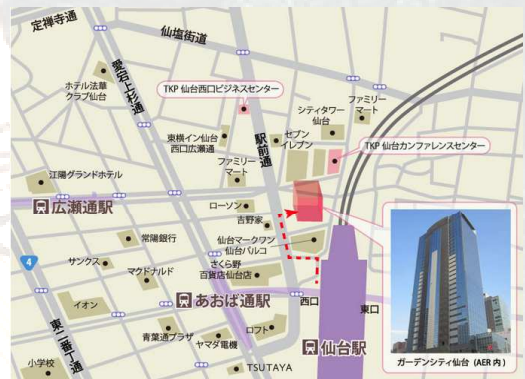 定禅寺通
仙塩街道
愛宕上杉通
ホテル法華
クラブ仙台
TKP 仙台西口ビジネスセンター
ファミリー
マート
シティタワー
仙台
駅前通
セブン
イレブン
東横イン仙台
西口広瀬通
TKP 仙台カンファレンスセンター
ファミリー
マート
江陽グランドホテル
ローソン
広瀬通駅
吉野家
常陽銀行
仙台マークワン
仙台パルコ
サンクス
さくら野
百貨店仙台店
4
マクドナルド
イオン
あおば通駅
西口
東口
東二番丁通
青葉通プラザ
ヤマダ電機
ロフト
仙台駅
小学校
TSUTAYA
ガーデンシティ仙台 (AER 内)